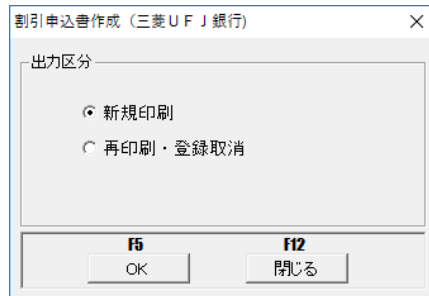 割引申込書作成（三菱ＵＦＪ銀行)
出力区分
新規印刷
再印刷・登録取消
F5 F12
OK 閉じる